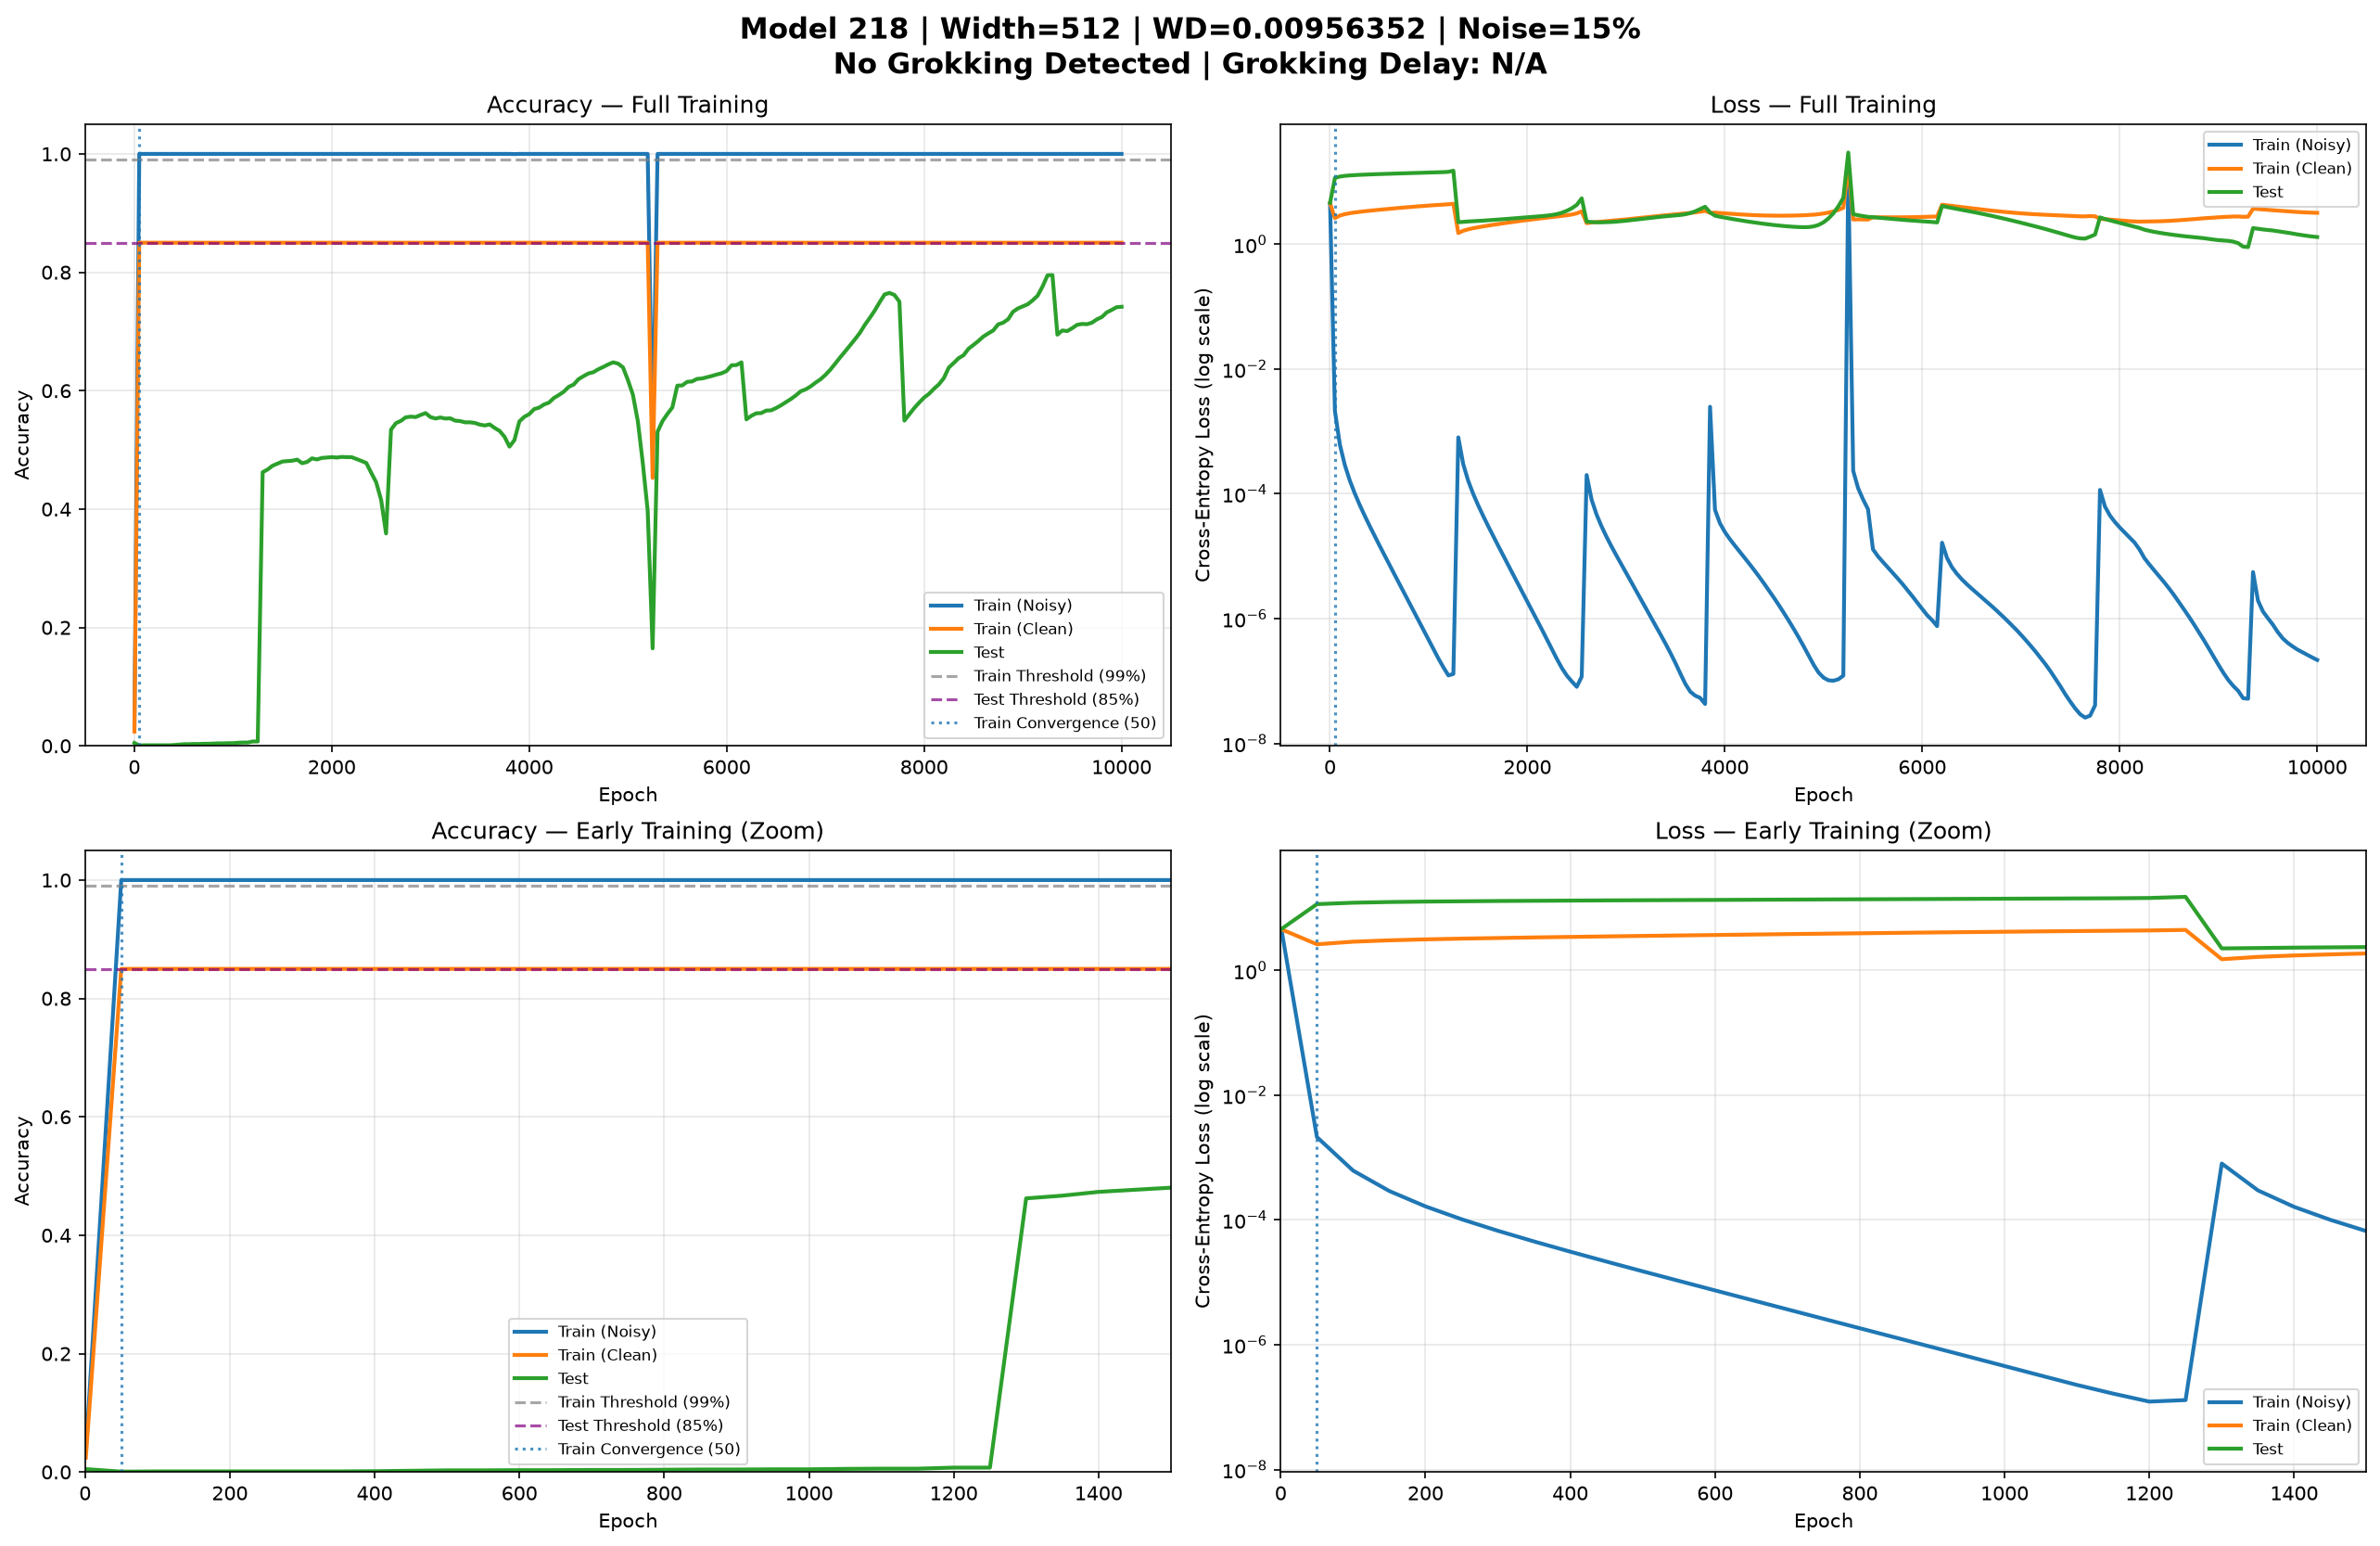 Model 218 | Width=512 | WD=0.00956352 | Noise=15%
No Grokking Detected | Grokking Delay: N/A
Accuracy — Full Training
1.0
0.8
0.6
0.4
0.2
0.0
Accuracy
0
2000
4000
6000
8000
10000
Epoch
Train (Noisy)
Train (Clean)
Test
Train Threshold (99%)
Test Threshold (85%)
Train Convergence (50)
Loss — Full Training
10⁰
10⁻²
10⁻⁴
10⁻⁶
10⁻⁸
Cross-Entropy Loss (log scale)
0
2000
4000
6000
8000
10000
Epoch
Train (Noisy)
Train (Clean)
Test
Accuracy — Early Training (Zoom)
1.0
0.8
0.6
0.4
0.2
0.0
Accuracy
0
200
400
600
800
1000
1200
1400
Epoch
Train (Noisy)
Train (Clean)
Test
Train Threshold (99%)
Test Threshold (85%)
Train Convergence (50)
Loss — Early Training (Zoom)
10⁰
10⁻²
10⁻⁴
10⁻⁶
10⁻⁸
Cross-Entropy Loss (log scale)
0
200
400
600
800
1000
1200
1400
Epoch
Train (Noisy)
Train (Clean)
Test